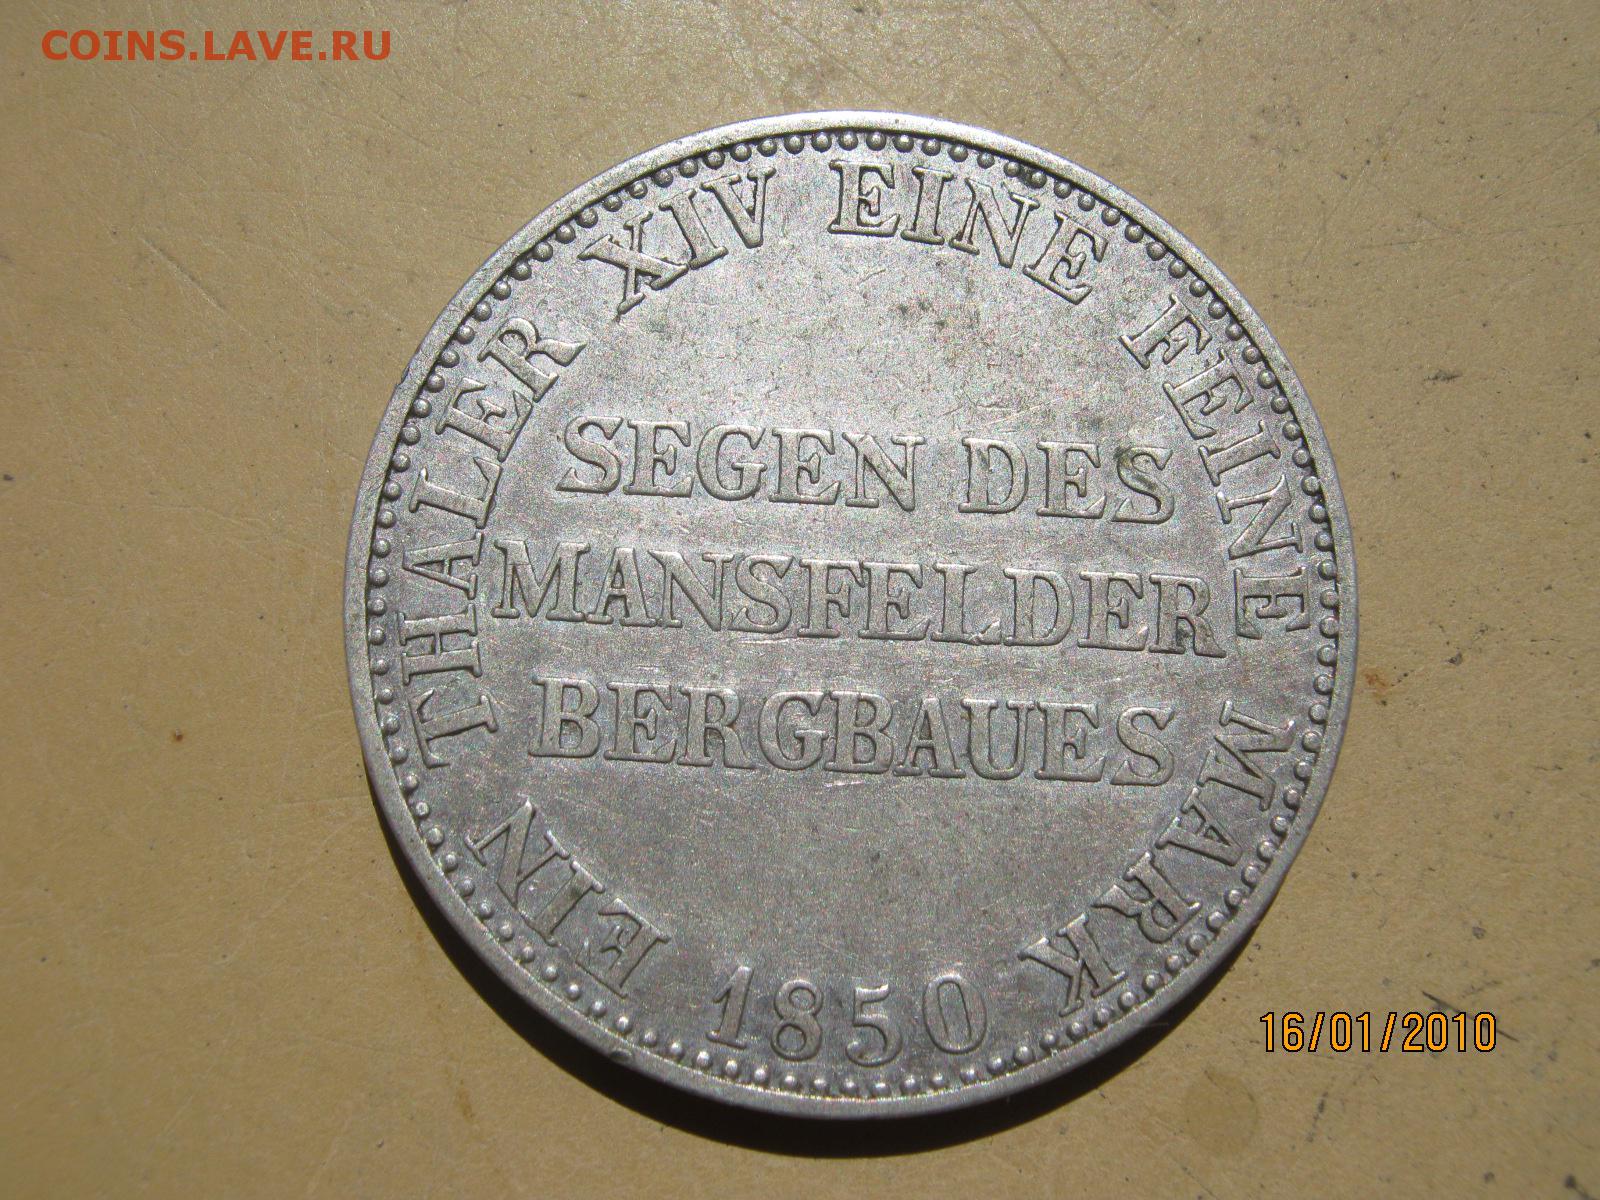 COINS.LAVE.RU
EIN THALER XIV EINE FEINE MARK
SEGEN DES
MANSFELDER
BERGBAUES
1850
16/01/2010